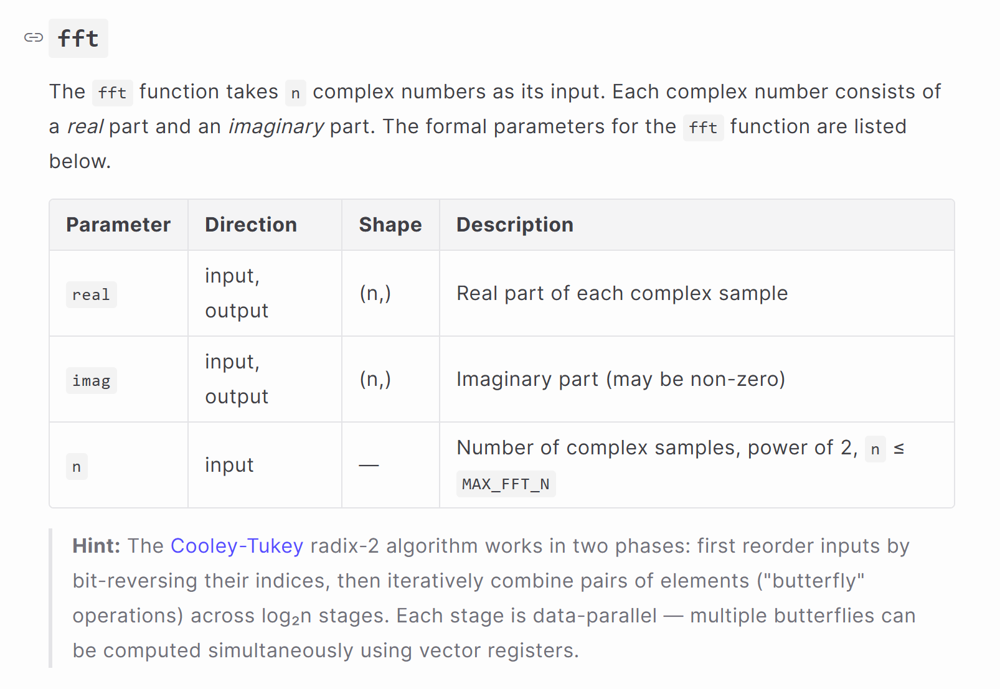 fft
The fft function takes n complex numbers as its input. Each complex number consists of
a real part and an imaginary part. The formal parameters for the fft function are listed
below.
Parameter Direction Shape Description
real input, output (n,) Real part of each complex sample
imag input, output (n,) Imaginary part (may be non-zero)
n input — Number of complex samples, power of 2, n ≤
MAX_FFT_N
Hint: The Cooley-Tukey radix-2 algorithm works in two phases: first reorder inputs by
bit-reversing their indices, then iteratively combine pairs of elements ("butterfly"
operations) across log₂n stages. Each stage is data-parallel — multiple butterflies can
be computed simultaneously using vector registers.